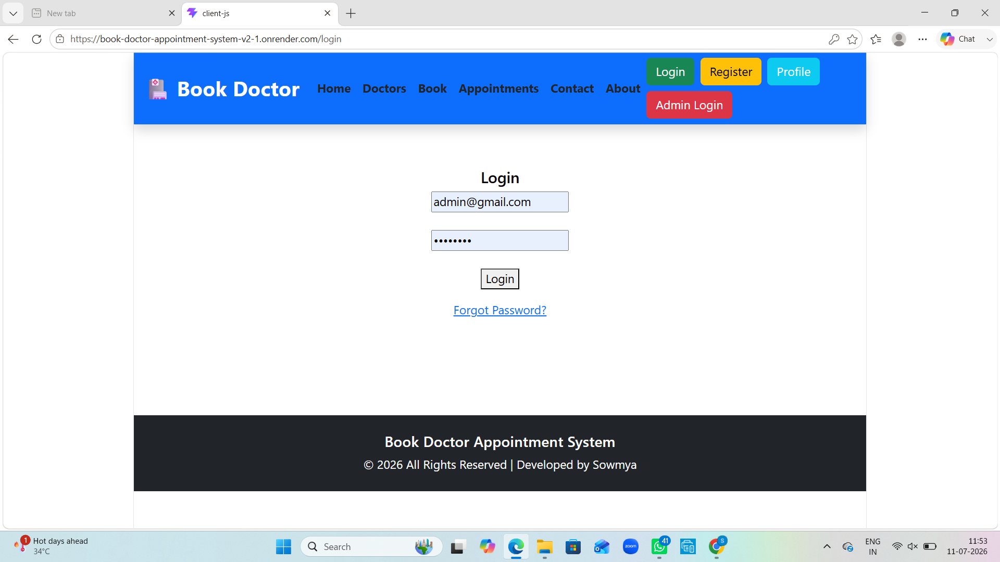 New tab
client-js
https://book-doctor-appointment-system-v2-1.onrender.com/login
Chat
Book Doctor
Home Doctors Book Appointments Contact About
Login Register Profile
Admin Login
Login
admin@gmail.com
••••••••
Login
Forgot Password?
Book Doctor Appointment System
© 2026 All Rights Reserved | Developed by Sowmya
1
Hot days ahead
34°C
Search
zoom
41
S
ENG
IN
11:53
11-07-2026